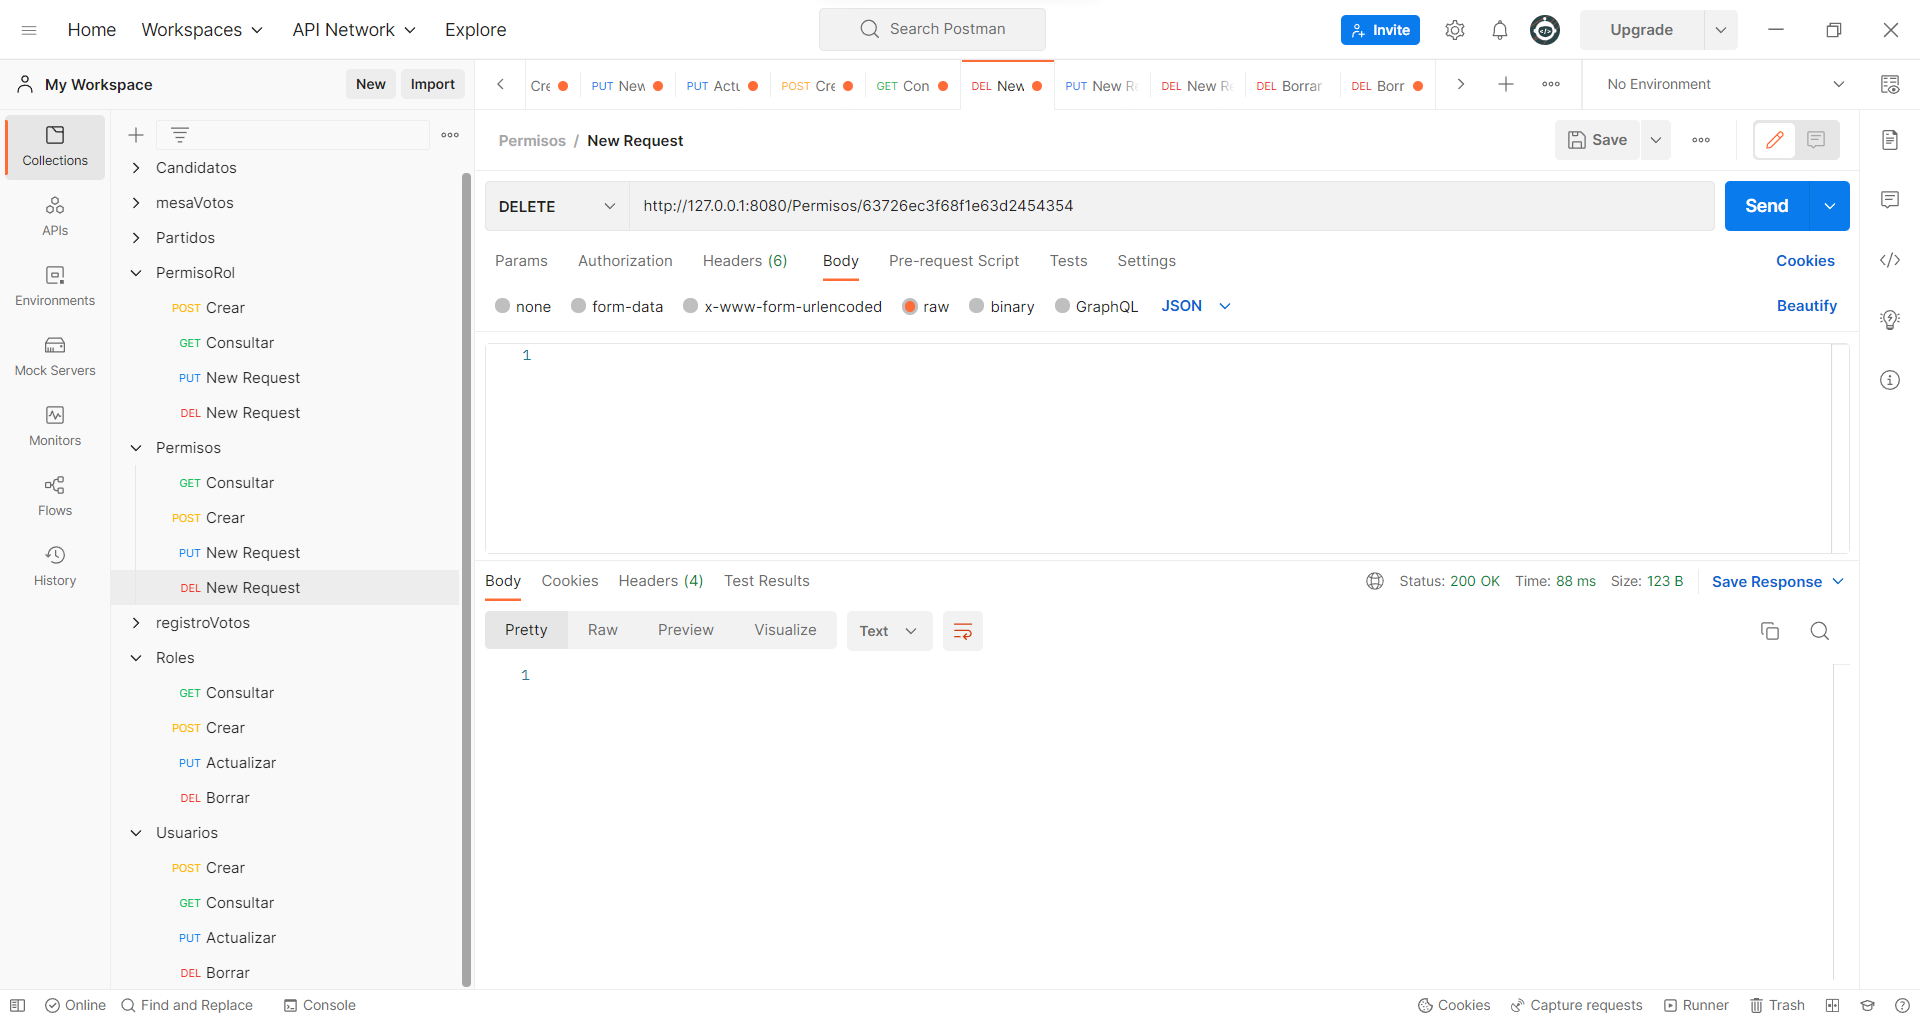 Home Workspaces API Network Explore Search Postman Invite Upgrade
My Workspace New Import
Cre PUT New PUT Actu POST Cre GET Con DEL New PUT New Re DEL New Re DEL Borrar DEL Borr No Environment
Collections
APIs
Environments
Mock Servers
Monitors
Flows
History
Candidatos
mesaVotos
Partidos
PermisoRol
POST Crear
GET Consultar
PUT New Request
DEL New Request
Permisos
GET Consultar
POST Crear
PUT New Request
DEL New Request
registroVotos
Roles
GET Consultar
POST Crear
PUT Actualizar
DEL Borrar
Usuarios
POST Crear
GET Consultar
PUT Actualizar
DEL Borrar
Permisos / New Request Save
DELETE http://127.0.0.1:8080/Permisos/63726ec3f68f1e63d2454354 Send
Params Authorization Headers (6) Body Pre-request Script Tests Settings Cookies
none form-data x-www-form-urlencoded raw binary GraphQL JSON Beautify
1
Body Cookies Headers (4) Test Results Status: 200 OK Time: 88 ms Size: 123 B Save Response
Pretty Raw Preview Visualize Text
1
Online Find and Replace Console Cookies Capture requests Runner Trash